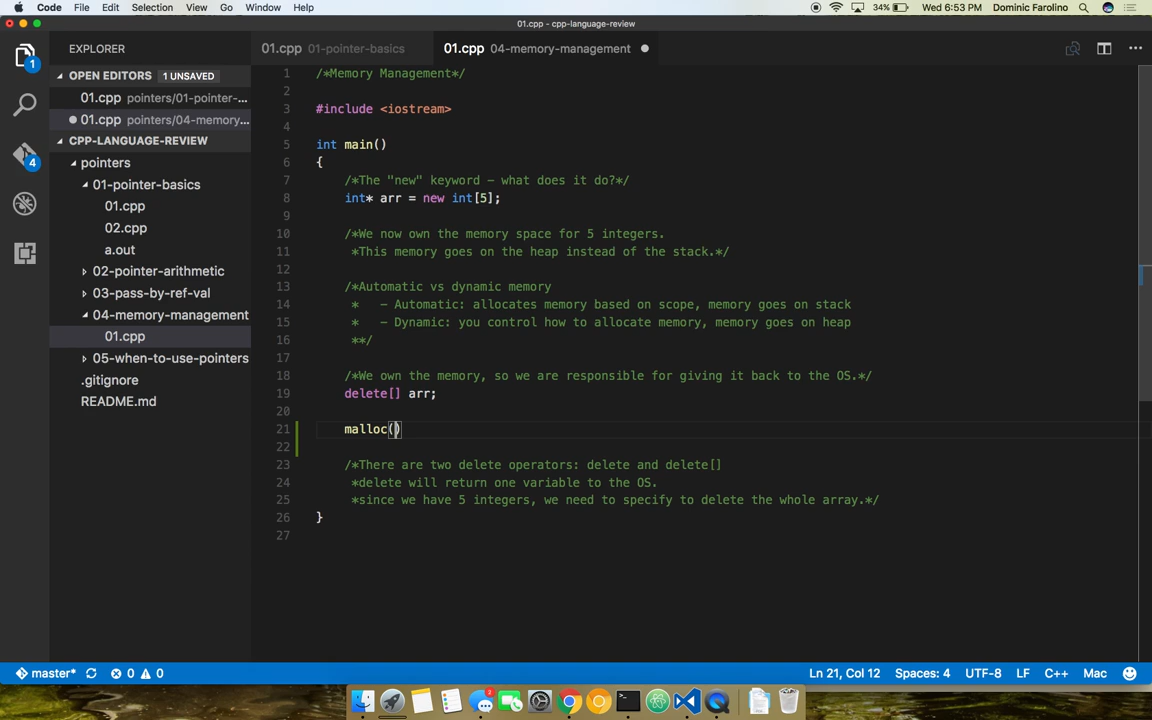 Code File Edit Selection View Go Window Help 34% Wed 6:53 PM Dominic Farolino
01.cpp - cpp-language-review
EXPLORER
01.cpp 01-pointer-basics
01.cpp 04-memory-management
OPEN EDITORS 1 UNSAVED
01.cpp pointers/01-pointer-...
01.cpp pointers/04-memory...
CPP-LANGUAGE-REVIEW
pointers
01-pointer-basics
01.cpp
02.cpp
a.out
02-pointer-arithmetic
03-pass-by-ref-val
04-memory-management
01.cpp
05-when-to-use-pointers
.gitignore
README.md
1
4
1 /*Memory Management*/
2
3 #include <iostream>
4
5 int main()
6 {
7 /*The "new" keyword - what does it do?*/
8 int* arr = new int[5];
9
10 /*We now own the memory space for 5 integers.
11 *This memory goes on the heap instead of the stack.*/
12
13 /*Automatic vs dynamic memory
14 * - Automatic: allocates memory based on scope, memory goes on stack
15 * - Dynamic: you control how to allocate memory, memory goes on heap
16 **/
17
18 /*We own the memory, so we are responsible for giving it back to the OS.*/
19 delete[] arr;
20
21 malloc()
22
23 /*There are two delete operators: delete and delete[]
24 *delete will return one variable to the OS.
25 *since we have 5 integers, we need to specify to delete the whole array.*/
26 }
27
master* 0 0 Ln 21, Col 12 Spaces: 4 UTF-8 LF C++ Mac